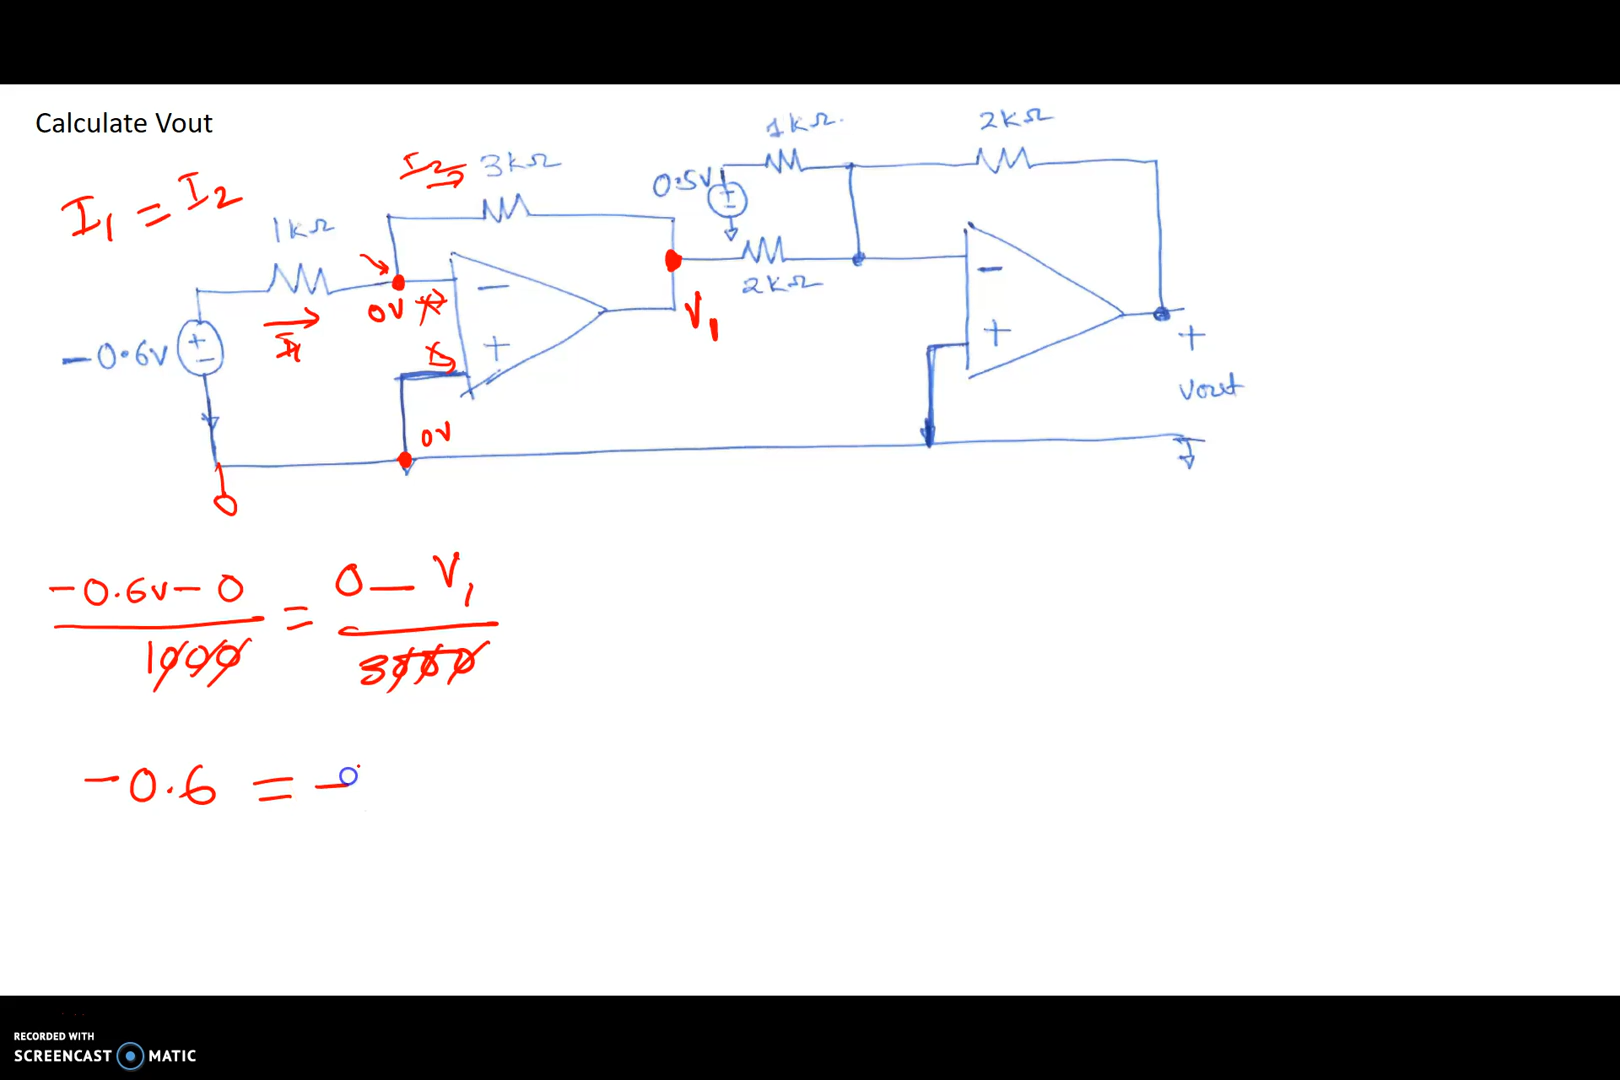 Calculate Vout
I₁ = I₂
1kΩ
-0.6V
+
-
I₁
I₂
3kΩ
0V
-
+
0V
V₁
0.5V
+
-
1kΩ.
2kΩ
2kΩ
-
+
+
Vout
-0.6V - 0 = 0 - V₁
1000 3000
-0.6 = -
RECORDED WITH
SCREENCAST MATIC